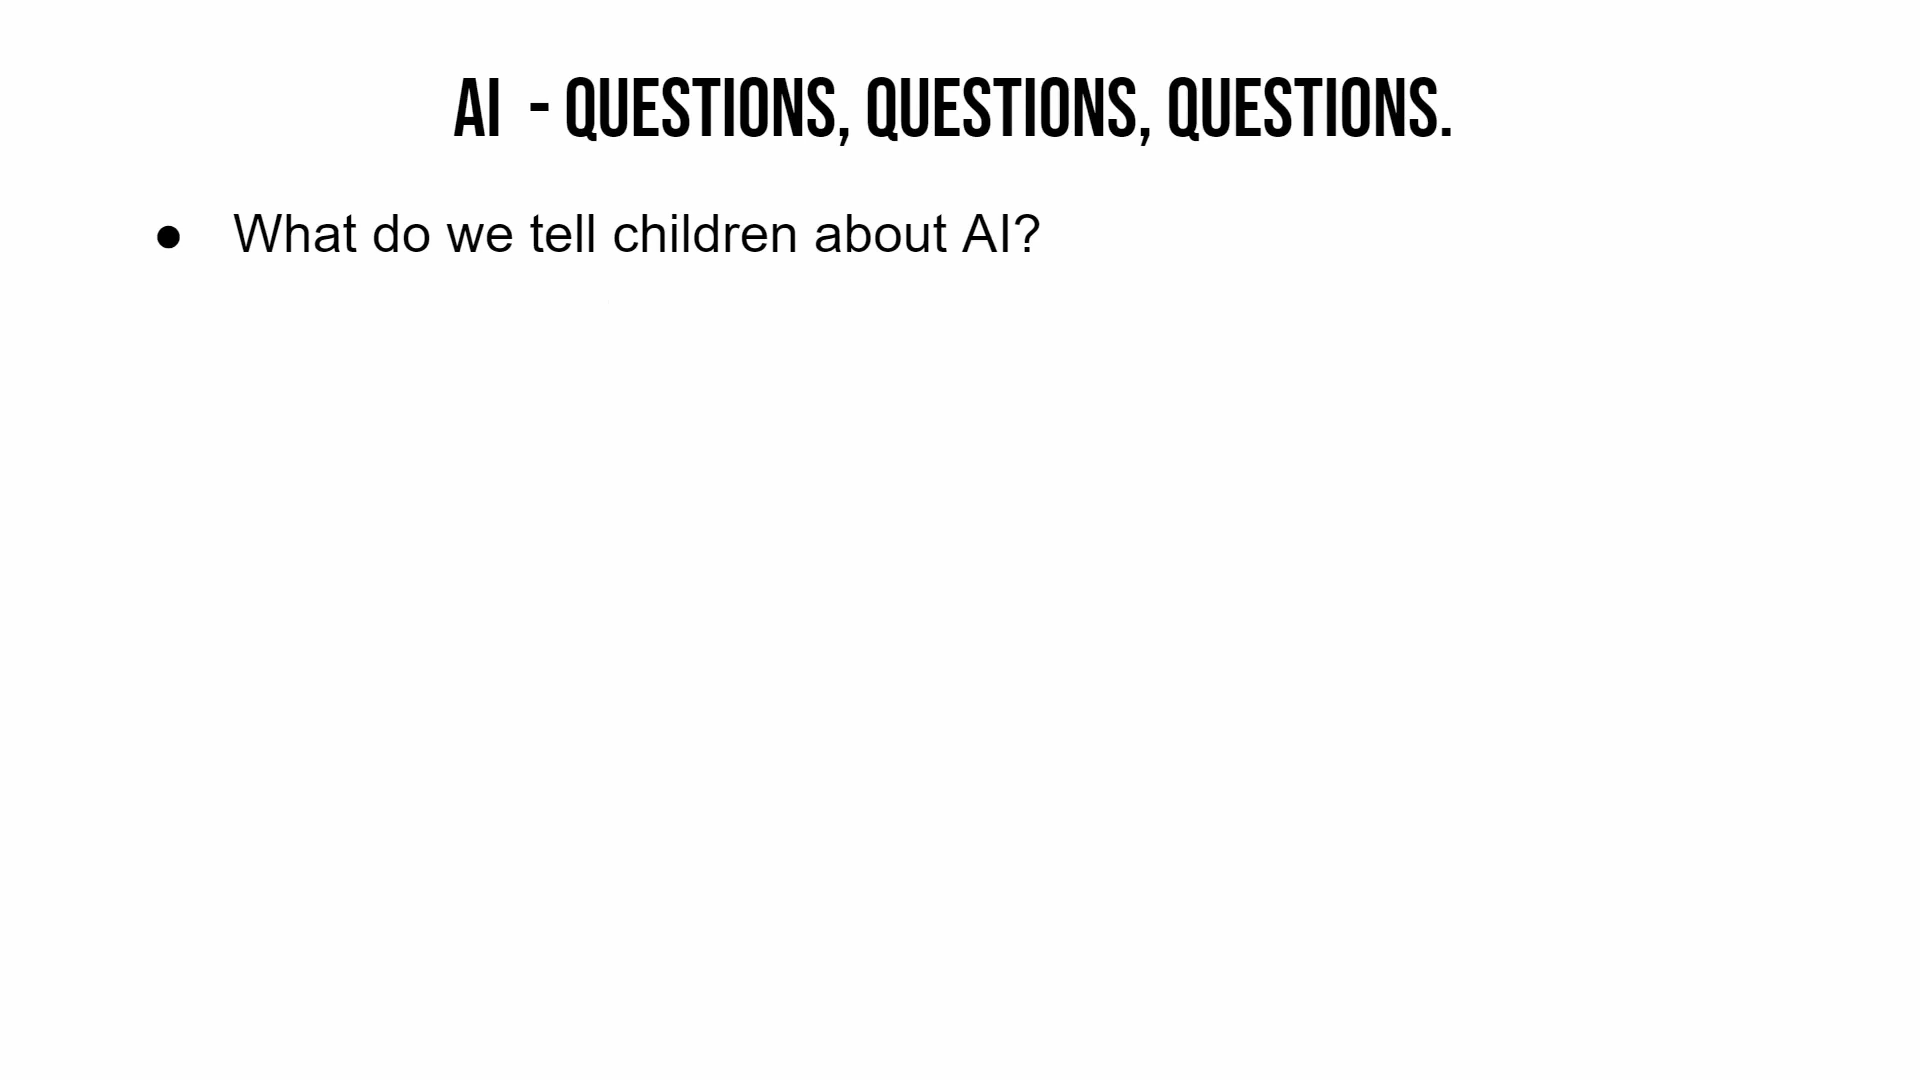 AI - QUESTIONS, QUESTIONS, QUESTIONS.
● What do we tell children about AI?